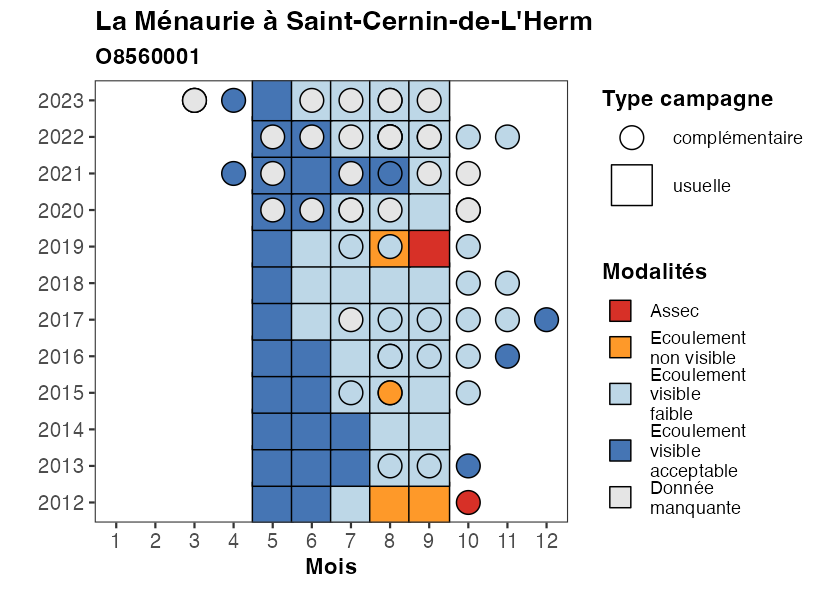 La Ménaurie à Saint-Cernin-de-L'Herm
O8560001
2023
2022
2021
2020
2019
2018
2017
2016
2015
2014
2013
2012
1 2 3 4 5 6 7 8 9 10 11 12
Mois
Type campagne
complémentaire
usuelle
Modalités
Assec
Ecoulement
non visible
Ecoulement
visible
faible
Ecoulement
visible
acceptable
Donnée
manquante